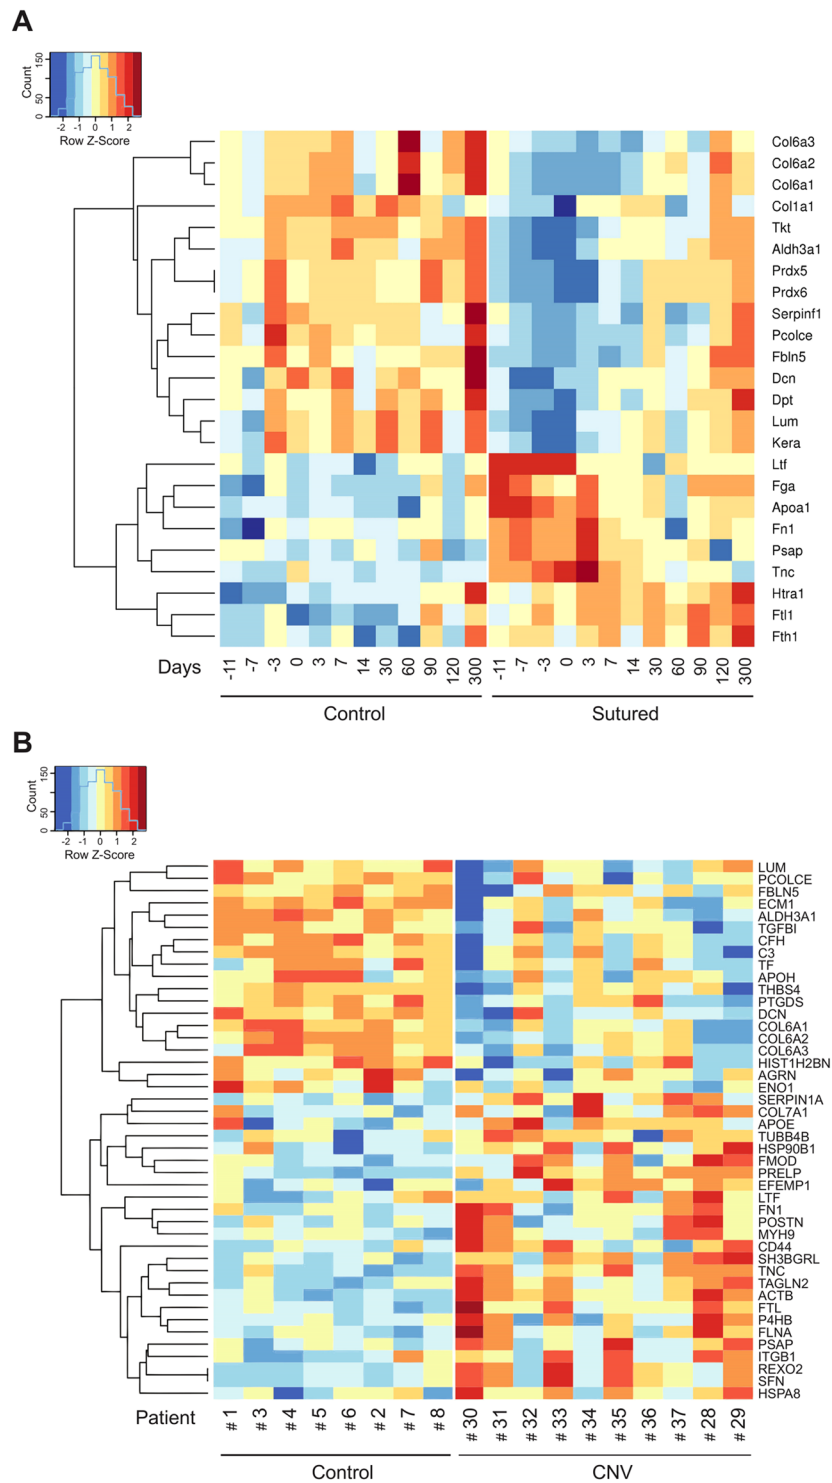 A
Count
0 50 150
-2 -1 0 1 2
Row Z-Score
Col6a3
Col6a2
Col6a1
Col1a1
Tkt
Aldh3a1
Prdx5
Prdx6
Serpinf1
Pcolce
Fbln5
Dcn
Dpt
Lum
Kera
Ltf
Fga
Apoa1
Fn1
Psap
Tnc
Htra1
Ftl1
Fth1
Days -11 -7 -3 0 3 7 14 30 60 90 120 300 -11 -7 -3 0 3 7 14 30 60 90 120 300
Control Sutured
B
Count
0 50 150
-2 -1 0 1 2
Row Z-Score
LUM
PCOLCE
FBLN5
ECM1
ALDH3A1
TGFBI
CFH
C3
TF
APOH
THBS4
PTGDS
DCN
COL6A1
COL6A2
COL6A3
HIST1H2BN
AGRN
ENO1
SERPIN1A
COL7A1
APOE
TUBB4B
HSP90B1
FMOD
PRELP
EFEMP1
LTF
FN1
POSTN
MYH9
CD44
SH3BGRL
TNC
TAGLN2
ACTB
FTL
P4HB
FLNA
PSAP
ITGB1
REXO2
SFN
HSPA8
Patient # 1 # 3 # 4 # 5 # 6 # 2 # 7 # 8 # 30 # 31 # 32 # 33 # 34 # 35 # 36 # 37 # 28 # 29
Control CNV